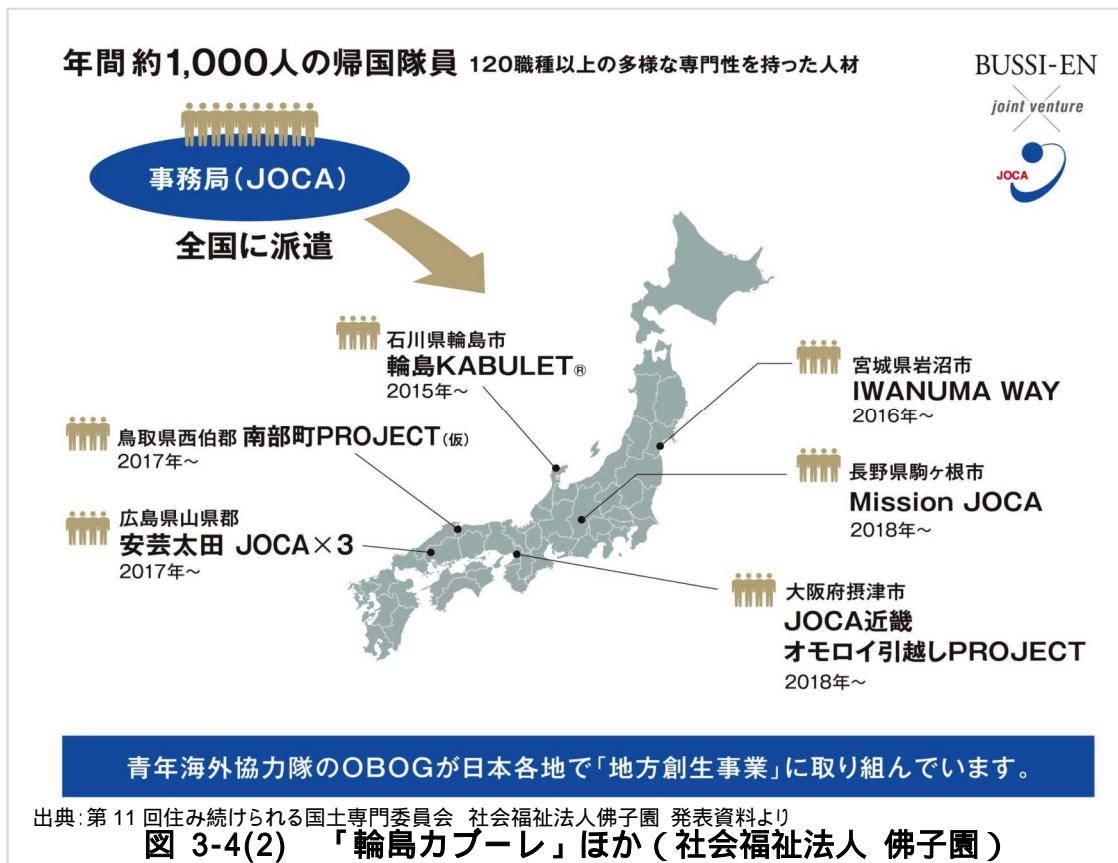 年間 約1,000人の帰国隊員 120職種以上の多様な専門性を持った人材
BUSSI-EN
joint venture
JOCA
事務局(JOCA)
全国に派遣
石川県輪島市
輪島KABULET®
2015年~
宮城県岩沼市
IWANUMA WAY
2016年~
鳥取県西伯郡 南部町PROJECT(仮)
2017年~
長野県駒ヶ根市
Mission JOCA
2018年~
広島県山県郡
安芸太田 JOCA×3
2017年~
大阪府摂津市
JOCA近畿
オモロイ引越しPROJECT
2018年~
青年海外協力隊のOBOGが日本各地で「地方創生事業」に取り組んでいます。
出典:第 11 回住み続けられる国土専門委員会 社会福祉法人佛子園 発表資料より
図 3-4(2) 「輪島カブーレ」ほか(社会福祉法人 佛子園)